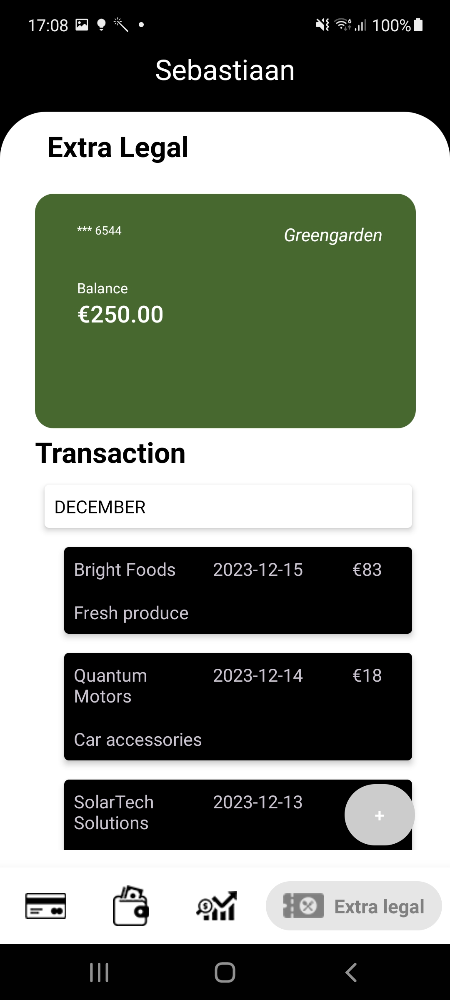 17:08
100%
Sebastiaan
Extra Legal
*** 6544
Greengarden
Balance
€250.00
Transaction
DECEMBER
Bright Foods 2023-12-15 €83
Fresh produce
Quantum Motors 2023-12-14 €18
Car accessories
SolarTech Solutions 2023-12-13
+
Extra legal